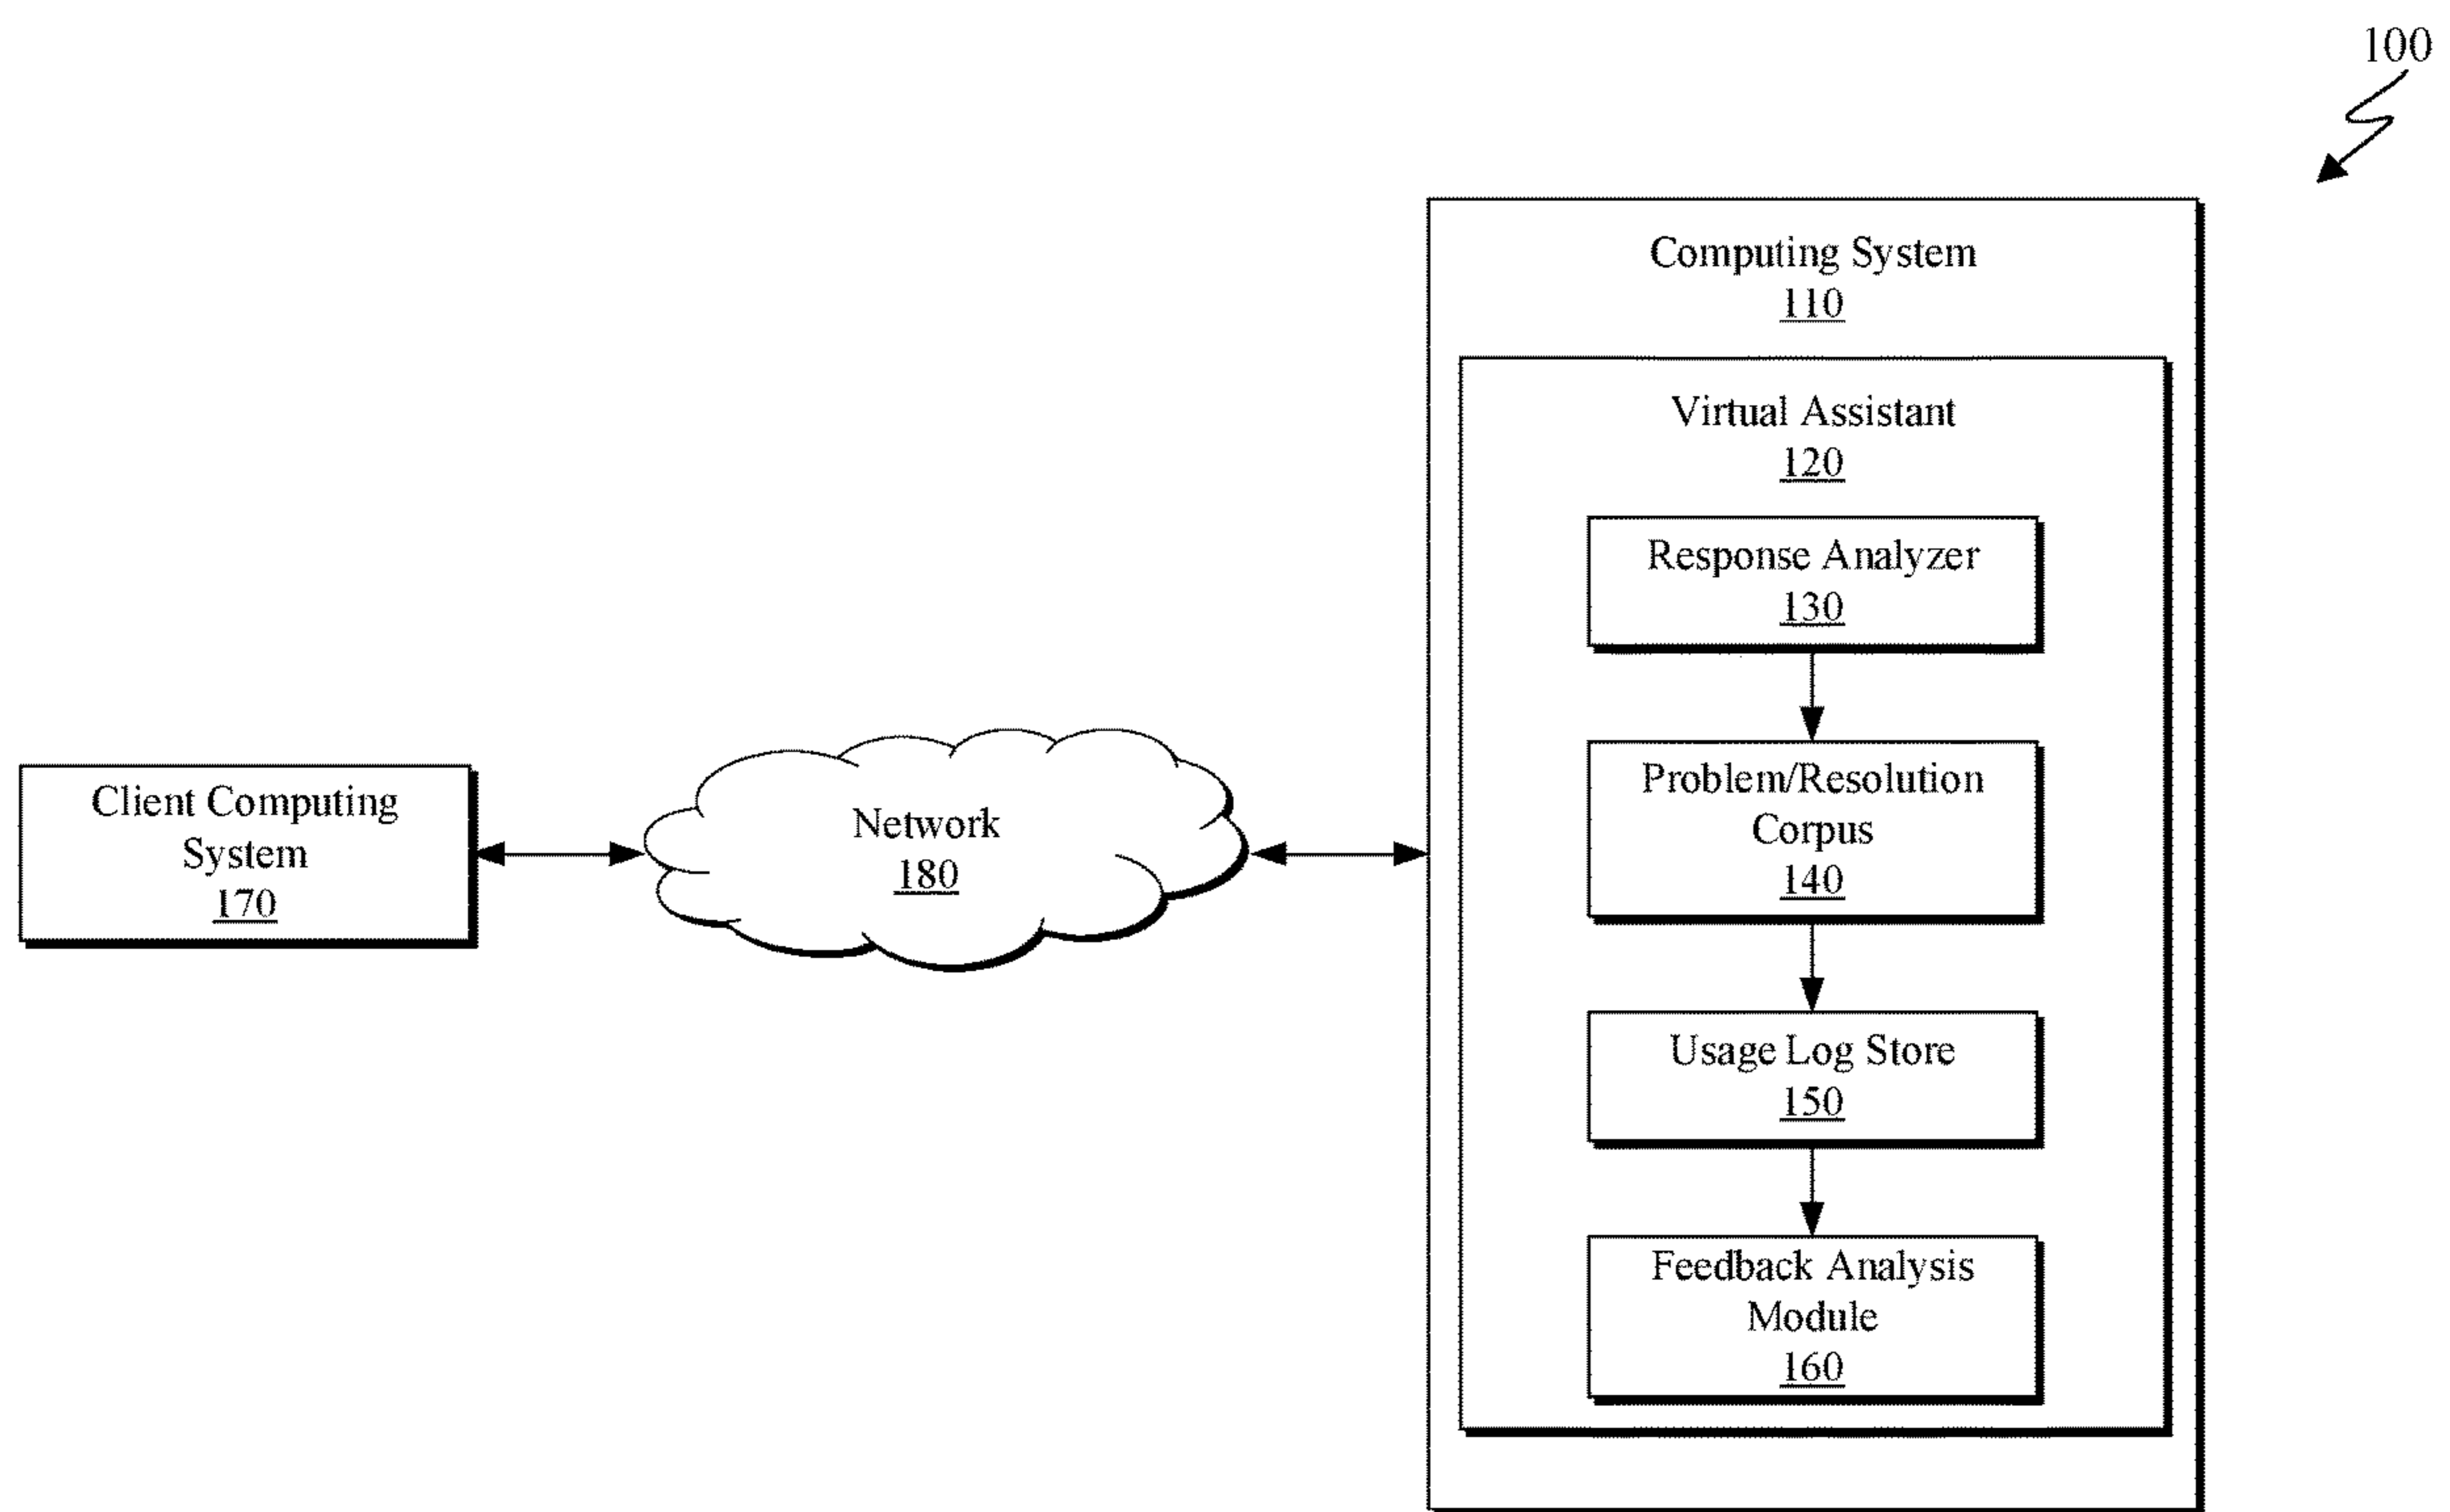 100
Computing System
110
Virtual Assistant
120
Response Analyzer
130
Problem/Resolution
Corpus
140
Usage Log Store
150
Feedback Analysis
Module
160
Client Computing
System
170
Network
180